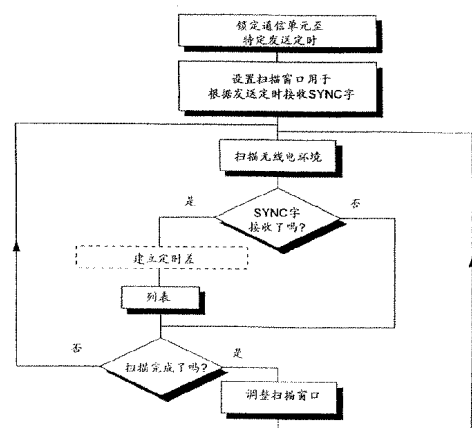 锁定通信单元至
特定发送定时
设置扫描窗口用于
根据发送定时接收SYNC字
扫描无线电环境
是
SYNC字
接收了吗?
否
建立定时差
列表
否
扫描完成了吗?
是
调整扫描窗口